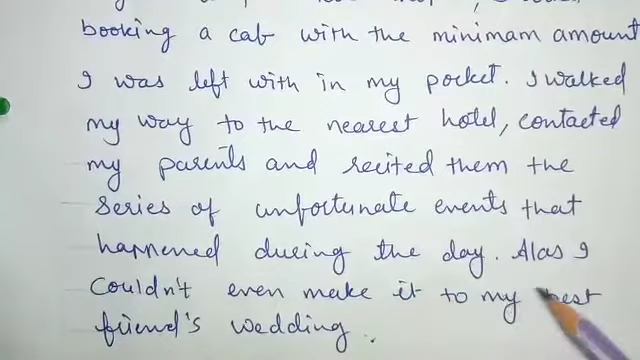 booking a cab with the minimam amount
I was left with in my pocket. I walked
my way to the nearest hotel, contacted
my parents and recited them the
series of unfortunate events that
happened during the day. Alas I
couldn't even make it to my best
friend's wedding.